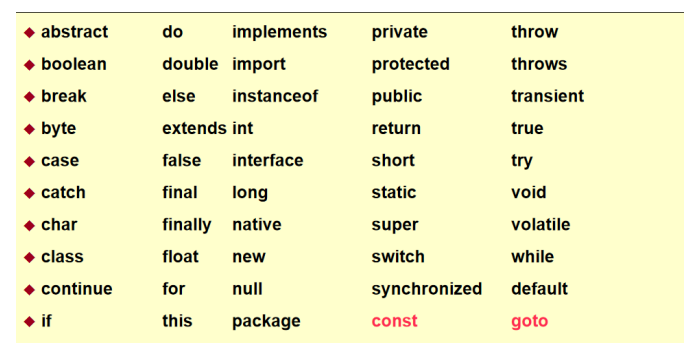 abstract do implements private throw
boolean double import protected throws
break else instanceof public transient
byte extends int return true
case false interface short try
catch final long static void
char finally native super volatile
class float new switch while
continue for null synchronized default
if this package const goto